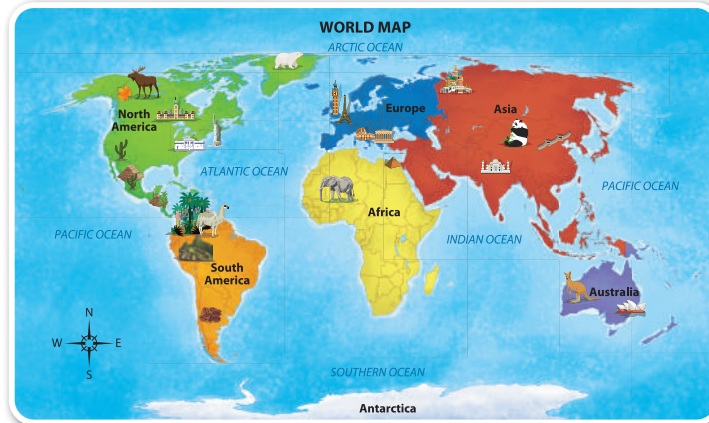 WORLD MAP
ARCTIC OCEAN
Europe
Asia
North
America
ATLANTIC OCEAN
PACIFIC OCEAN
Africa
PACIFIC OCEAN
INDIAN OCEAN
South
America
Australia
N
W
E
S
SOUTHERN OCEAN
Antarctica